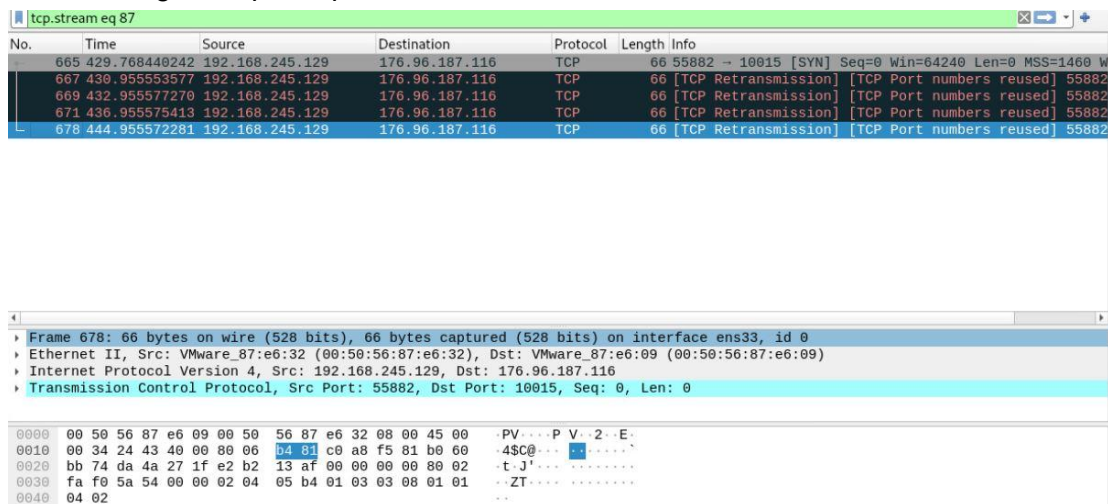 tcp.stream eq 87
No. Time Source Destination Protocol Length Info
665 429.768440242 192.168.245.129 176.96.187.116 TCP 66 55882 → 10015 [SYN] Seq=0 Win=64240 Len=0 MSS=1460 W
667 430.955553577 192.168.245.129 176.96.187.116 TCP 66 [TCP Retransmission] [TCP Port numbers reused] 55882
669 432.955577270 192.168.245.129 176.96.187.116 TCP 66 [TCP Retransmission] [TCP Port numbers reused] 55882
671 436.955575413 192.168.245.129 176.96.187.116 TCP 66 [TCP Retransmission] [TCP Port numbers reused] 55882
678 444.955572281 192.168.245.129 176.96.187.116 TCP 66 [TCP Retransmission] [TCP Port numbers reused] 55882
Frame 678: 66 bytes on wire (528 bits), 66 bytes captured (528 bits) on interface ens33, id 0
Ethernet II, Src: VMware_87:e6:32 (00:50:56:87:e6:32), Dst: VMware_87:e6:09 (00:50:56:87:e6:09)
Internet Protocol Version 4, Src: 192.168.245.129, Dst: 176.96.187.116
Transmission Control Protocol, Src Port: 55882, Dst Port: 10015, Seq: 0, Len: 0
0000 00 50 56 87 e6 09 00 50 56 87 e6 32 08 00 45 00 ·PV····P V··2··E·
0010 00 34 24 43 40 00 80 06 b4 81 c0 a8 f5 81 b0 60 ·4$C@··· ·······`
0020 bb 74 da 4a 27 1f e2 b2 13 af 00 00 00 00 80 02 ·t·J'··· ········
0030 fa f0 5a 54 00 00 02 04 05 b4 01 03 03 08 01 01 ··ZT···· ········
0040 04 02 ··